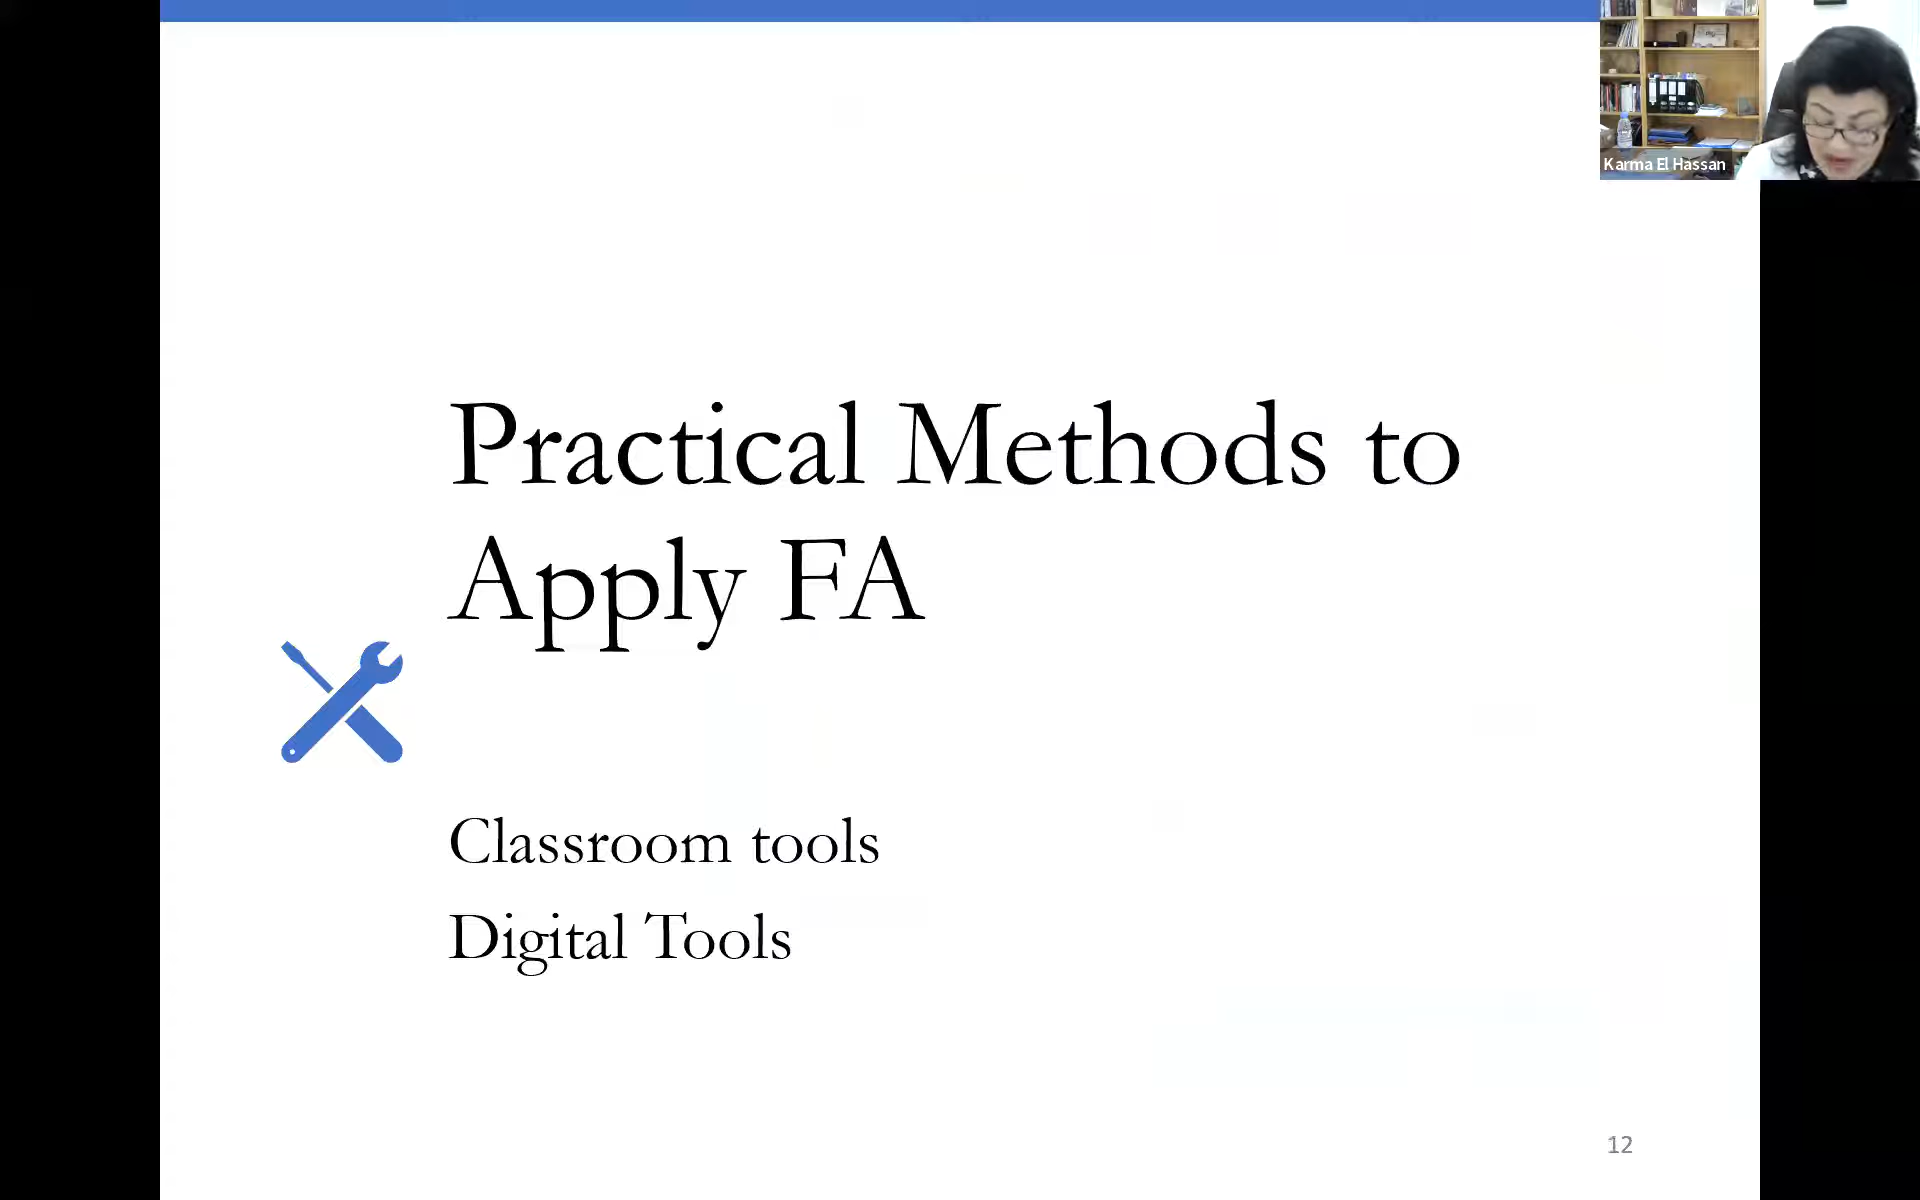 Karma El Hassan
Practical Methods to
Apply FA
Classroom tools
Digital Tools
12